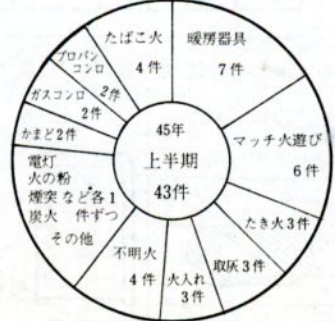 暖房器具
7件
マッチ火遊び
6件
たき火3件
取灰3件
火入れ
3件
不明火
4件
電灯
火の粉
煙突 など各1
炭火 件ずつ
その他
かまど2件
ガスコンロ
2件
プロパン
コンロ
2件
たばこ火
4件
45年
上半期
43件